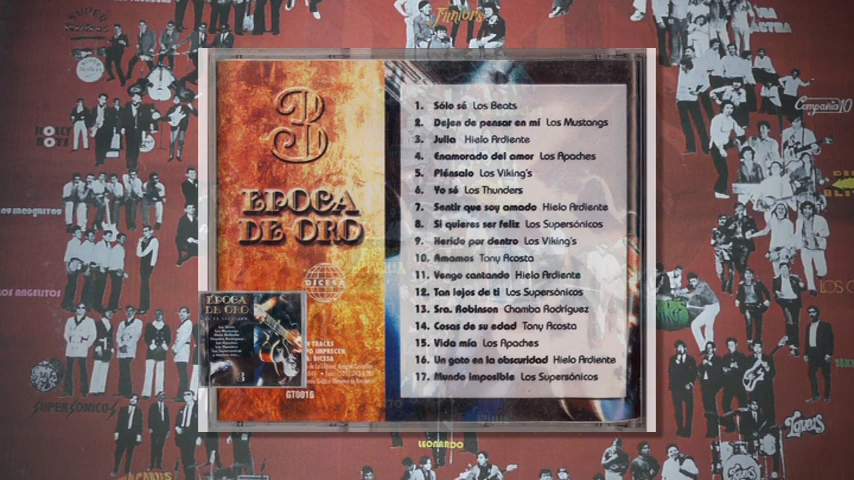 SUPER
Juniors
HOLLY
BOYS
Compañia 10
LOS INCOGNITOS
LOS ANGELITOS
SUPERSONICOS
LEONARDO
Lovers
3
EPOCA
DE ORO
DICESA
GT0016
EPOCA
DE ORO
1. Sólo sé Los Beats
2. Dejen de pensar en mí Los Mustangs
3. Julia Hielo Ardiente
4. Enamorado del amor Los Apaches
5. Piénsalo Los Viking's
6. Yo sé Los Thunders
7. Sentir que soy amado Hielo Ardiente
8. Si quieres ser feliz Los Supersónicos
9. Herido por dentro Los Viking's
10. Amamos Tony Acosta
11. Vengo cantando Hielo Ardiente
12. Tan lejos de ti Los Supersónicos
13. Sra. Robinson Chamba Rodríguez
14. Cosas de su edad Tony Acosta
15. Vida mía Los Apaches
16. Un gato en la obscuridad Hielo Ardiente
17. Mundo imposible Los Supersónicos